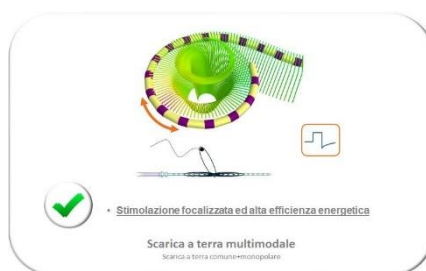 • Stimolazione focalizzata ed alta efficienza energetica
Scarica a terra multimodale
Scarica a terra comune+monopolare